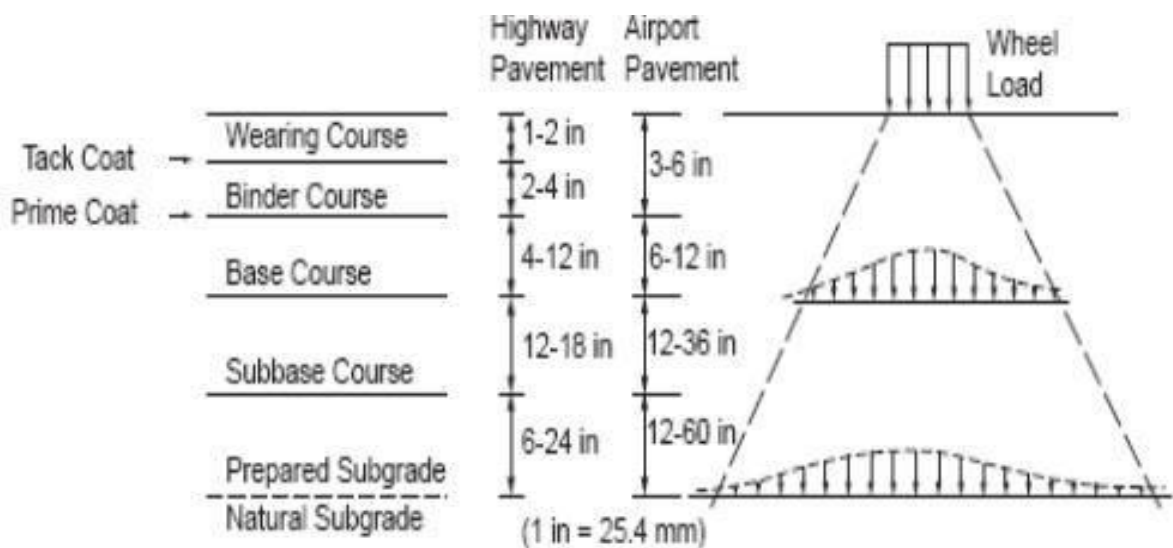 Highway Pavement
Airport Pavement
Wheel Load
Wearing Course
1-2 in
3-6 in
Tack Coat
Binder Course
2-4 in
Prime Coat
Base Course
4-12 in
6-12 in
Subbase Course
12-18 in
12-36 in
Prepared Subgrade
6-24 in
12-60 in
Natural Subgrade
(1 in = 25.4 mm)